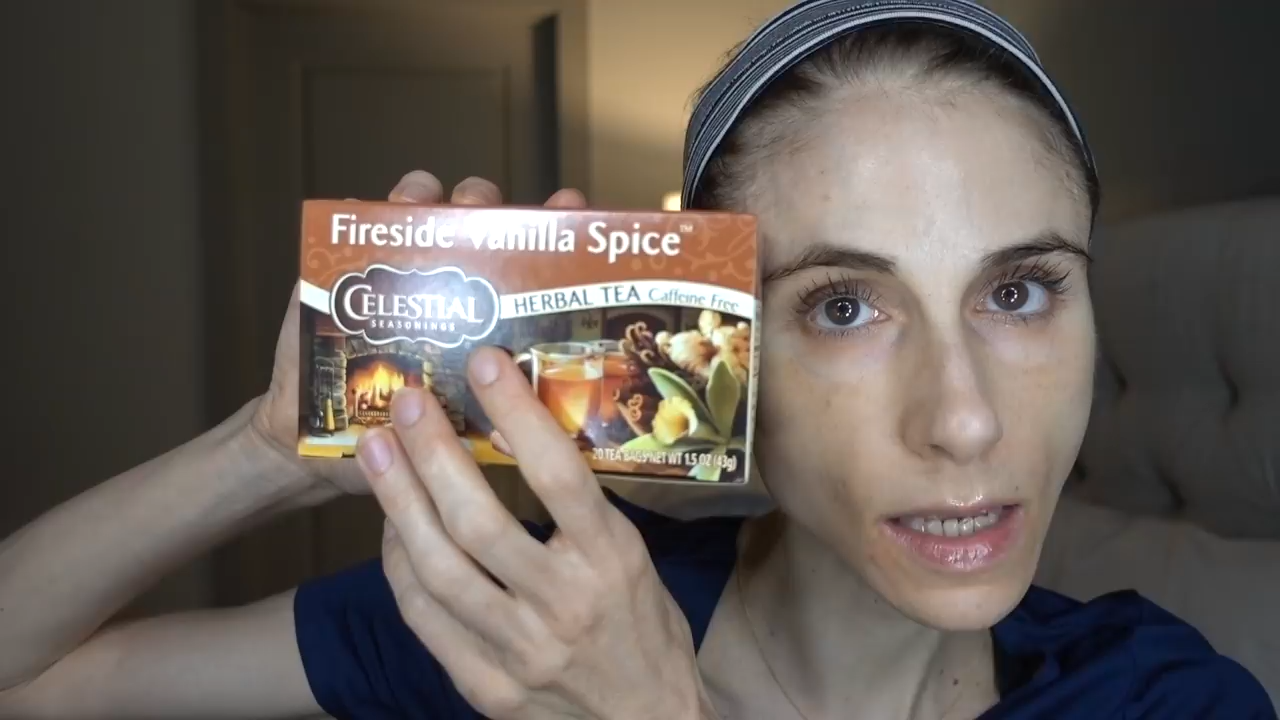 Fireside Vanilla Spice™
CELESTIAL
SEASONINGS
HERBAL TEA Caffeine Free
20 TEA BAGS NET WT 1.5 OZ (43g)